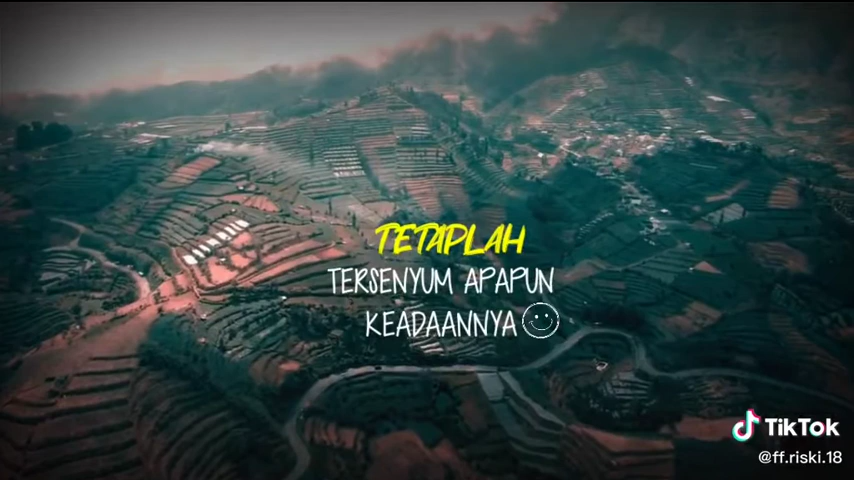 TETAPLAH
TERSENYUM APAPUN
KEADAANNYA
TikTok
@ff.riski.18